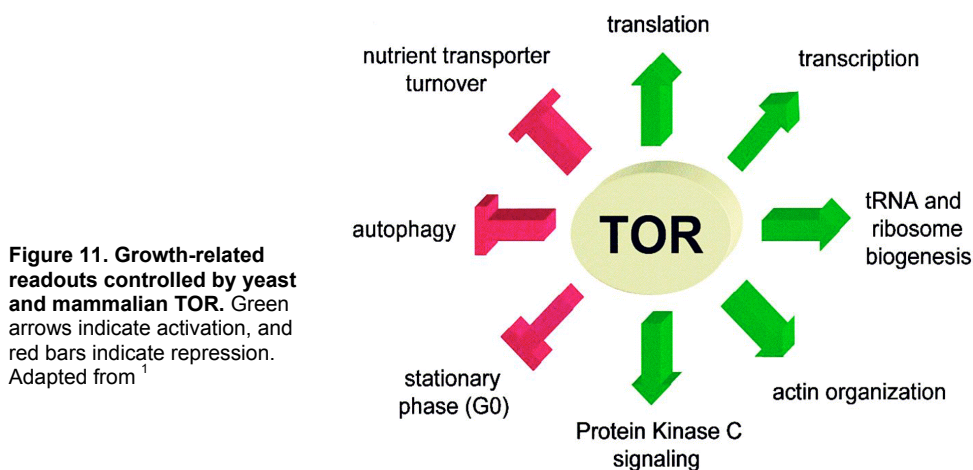 translation
nutrient transporter
turnover
transcription
autophagy
TOR
tRNA and
ribosome
biogenesis
stationary
phase (G0)
actin organization
Protein Kinase C
signaling
Figure 11. Growth-related
readouts controlled by yeast
and mammalian TOR. Green
arrows indicate activation, and
red bars indicate repression.
Adapted from 1